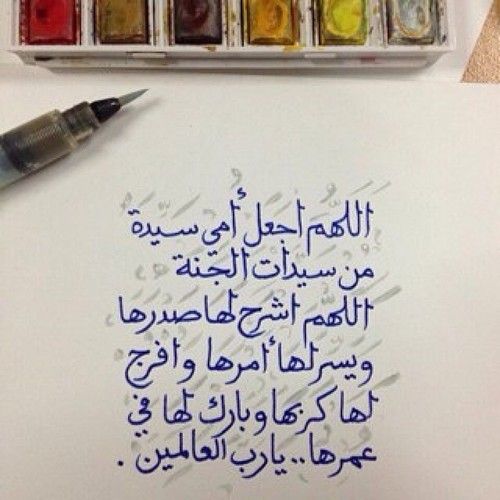 اللهم اجعل أمي سيدة
من سيدات الجنة
اللهم اشرح لها صدرها
ويسر لها أمرها وافرج
لها كربها وبارك لها في
عمرها.. يارب العالمين.